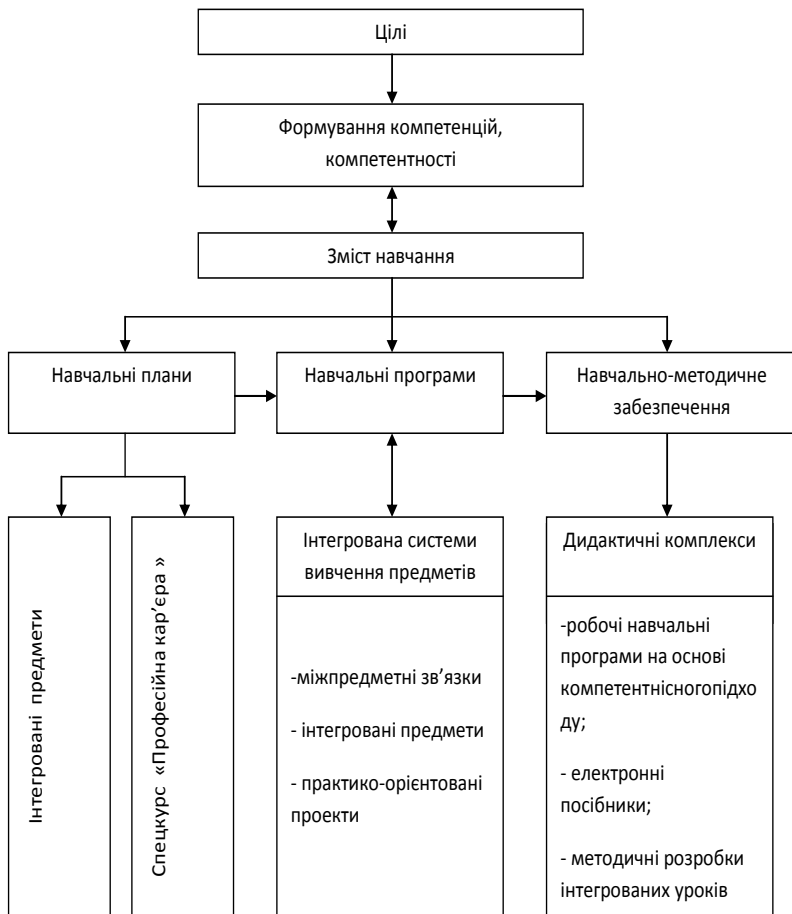 Цілі
Формування компетенцій,
компетентності
Зміст навчання
Навчальні плани
Навчальні програми
Навчально-методичне
забезпечення
Інтегровані предмети
Спецкурс «Професійна кар’єра »
Інтегрована системи
вивчення предметів
-міжпредметні зв’язки
- інтегровані предмети
- практико-орієнтовані
проекти
Дидактичні комплекси
-робочі навчальні
програми на основі
компетентнісногопідхо
ду;
- електронні
посібники;
- методичні розробки
інтегрованих уроків